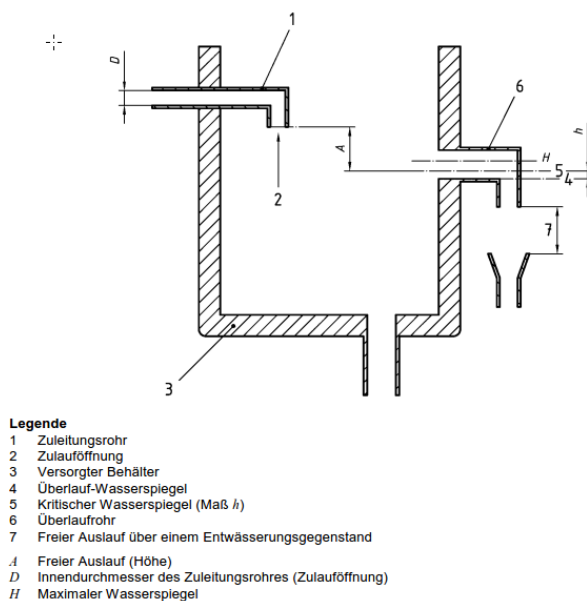 1
D
6
A
h
H
5
4
2
7
3
Legende
1 Zuleitungsrohr
2 Zulauföffnung
3 Versorgter Behälter
4 Überlauf-Wasserspiegel
5 Kritischer Wasserspiegel (Maß h)
6 Überlaufrohr
7 Freier Auslauf über einem Entwässerungsgegenstand
A Freier Auslauf (Höhe)
D Innendurchmesser des Zuleitungsrohres (Zulauföffnung)
H Maximaler Wasserspiegel